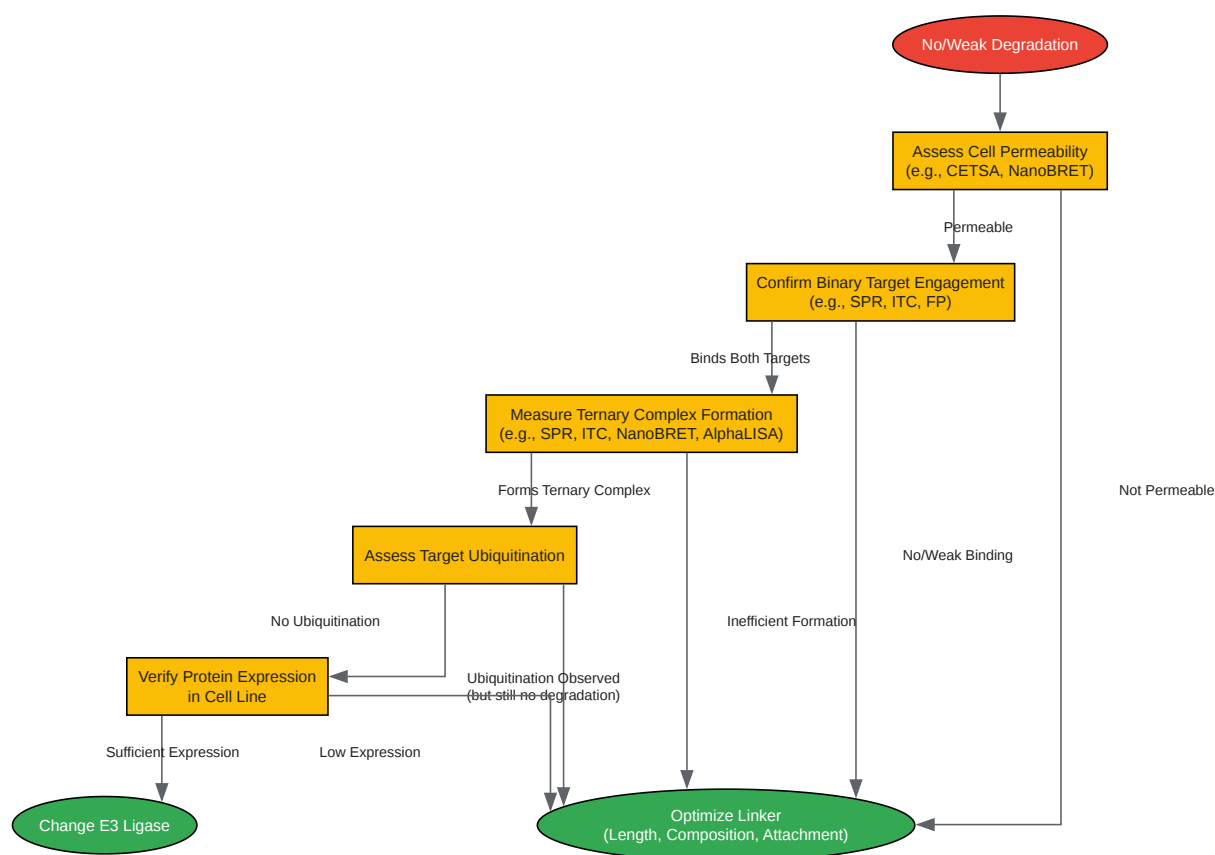 No/Weak Degradation
Assess Cell Permeability
(e.g., CETSA, NanoBRET)
Permeable
Confirm Binary Target Engagement
(e.g., SPR, ITC, FP)
Binds Both Targets
Measure Ternary Complex Formation
(e.g., SPR, ITC, NanoBRET, AlphaLISA)
Forms Ternary Complex
Not Permeable
Assess Target Ubiquitination
No/Weak Binding
No Ubiquitination
Inefficient Formation
Verify Protein Expression
in Cell Line
Ubiquitination Observed
(but still no degradation)
Sufficient Expression
Low Expression
Change E3 Ligase
Optimize Linker
(Length, Composition, Attachment)